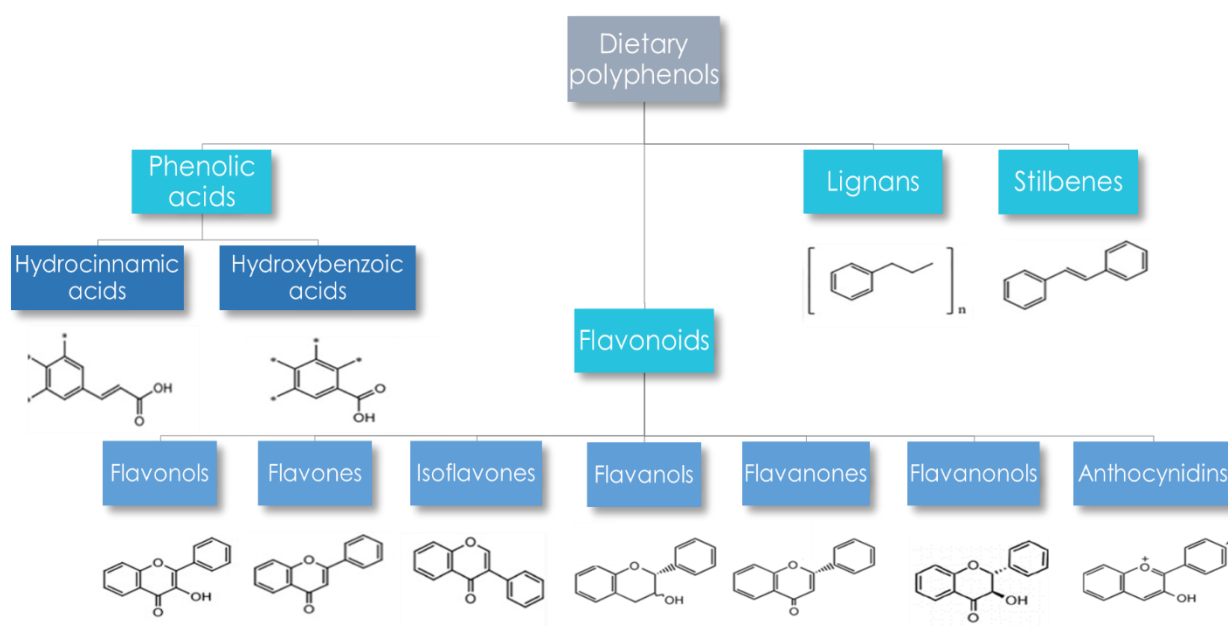 Dietary
polyphenols
Phenolic
acids
Lignans
Stilbenes
Hydrocinnamic
acids
Hydroxybenzoic
acids
n
Flavonoids
*
*
*
OH
O
*
*
*
*
O
OH
Flavonols
Flavones
Isoflavones
Flavanols
Flavanones
Flavanonols
Anthocynidins
O
OH
O
O
O
O
O
O
OH
O
O
O
OH
O
O
+
OH